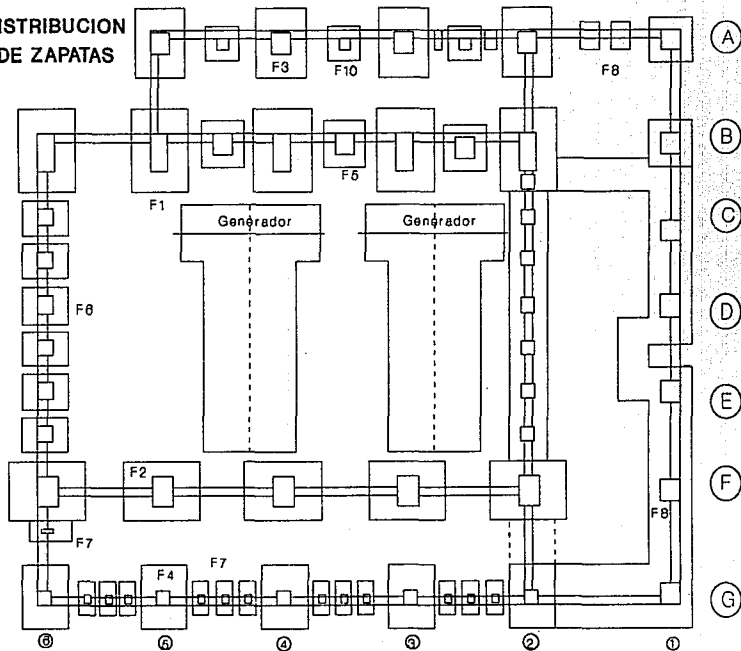 DISTRIBUCION
DE ZAPATAS
A
F3 F10 F8
B
F1 F5
C
Generador Generador
D
F6
E
F2
F
F8
F7
F7
F4
G
6 5 4 3 2 1